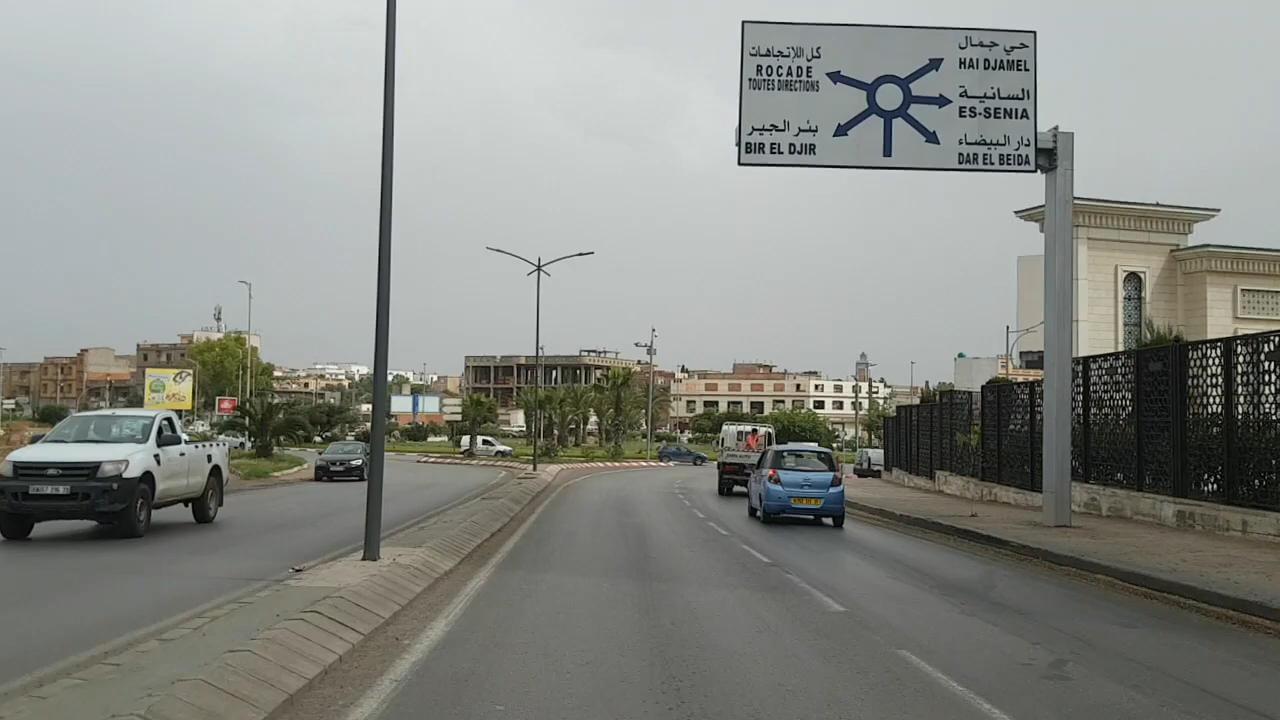 كل اللإتجاهات
ROCADE
TOUTES DIRECTIONS
بئر الجير
BIR EL DJIR
حي جمال
HAI DJAMEL
السانية
ES-SENIA
دار البيضاء
DAR EL BEIDA